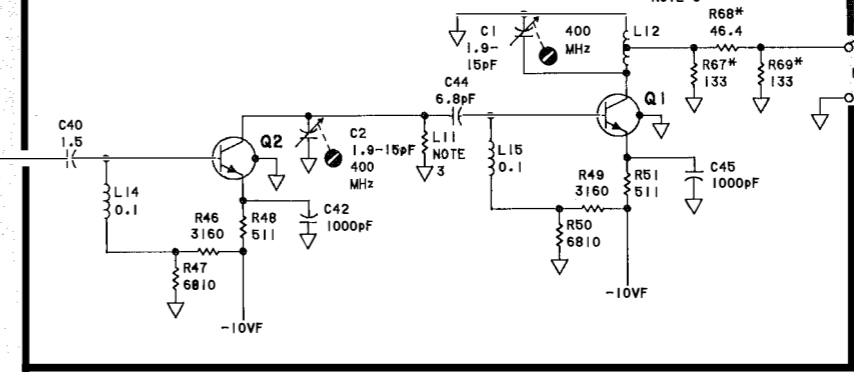 NOTE 3
R68*
46.4
C1
1.9-
15pF
400
MHz
L12
R67*
133
R69*
133
C44
6.8pF
Q1
C40
1.5
Q2
C2
1.9-15pF
400
MHz
L11
NOTE
3
L15
0.1
R49
3160
R51
511
C45
1000pF
L14
0.1
R46
3160
R48
511
C42
1000pF
R50
6810
R47
6810
-10VF
-10VF